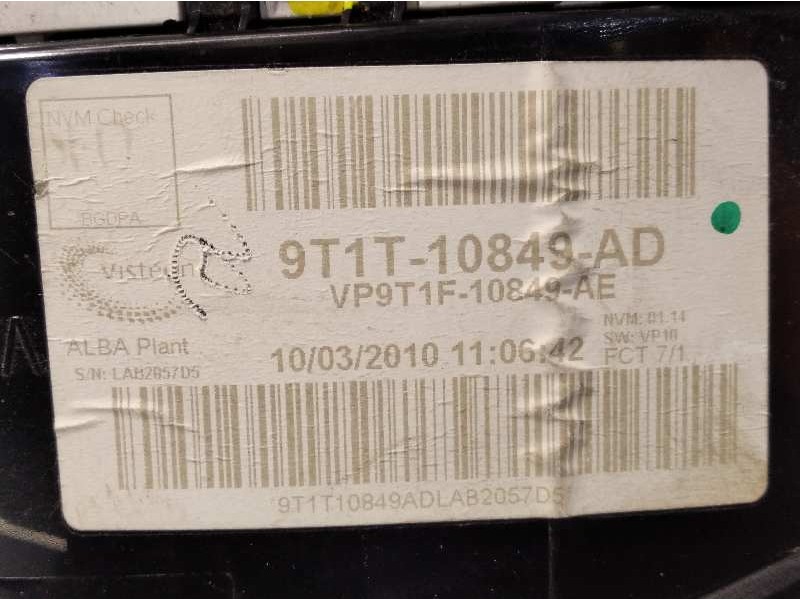 NVM Check
BGDPA
Visteon
ALBA Plant
S/N: LAB2057D5
9T1T-10849-AD
VP9T1F-10849-AE
10/03/2010 11:06:42
NVM: 01.14
SW: VP10
FCT 7/1
9T1T10849ADLAB2057D5